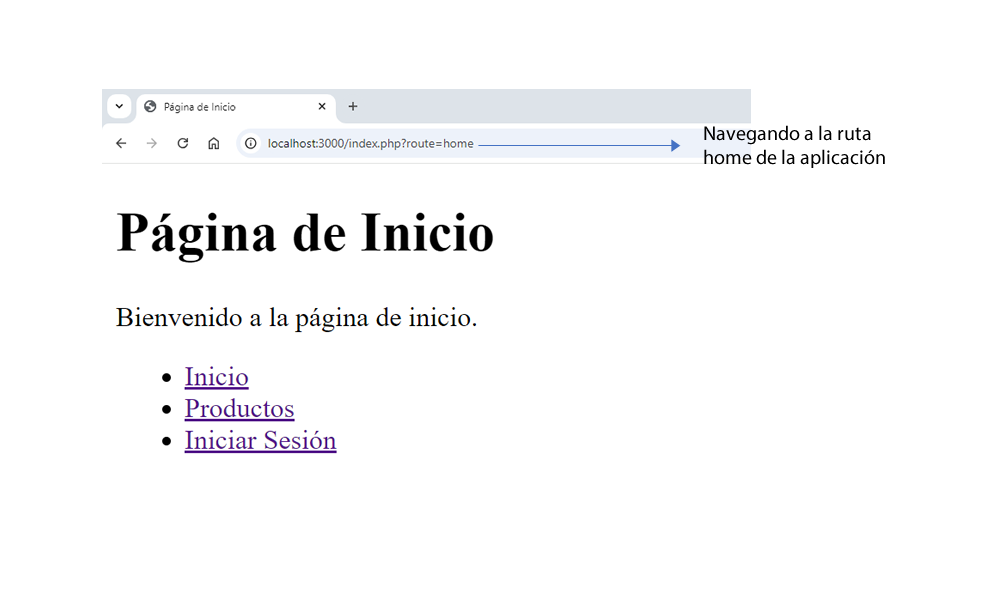 Página de Inicio
localhost:3000/index.php?route=home
Navegando a la ruta
home de la aplicación
Página de Inicio
Bienvenido a la página de inicio.
Inicio
Productos
Iniciar Sesión